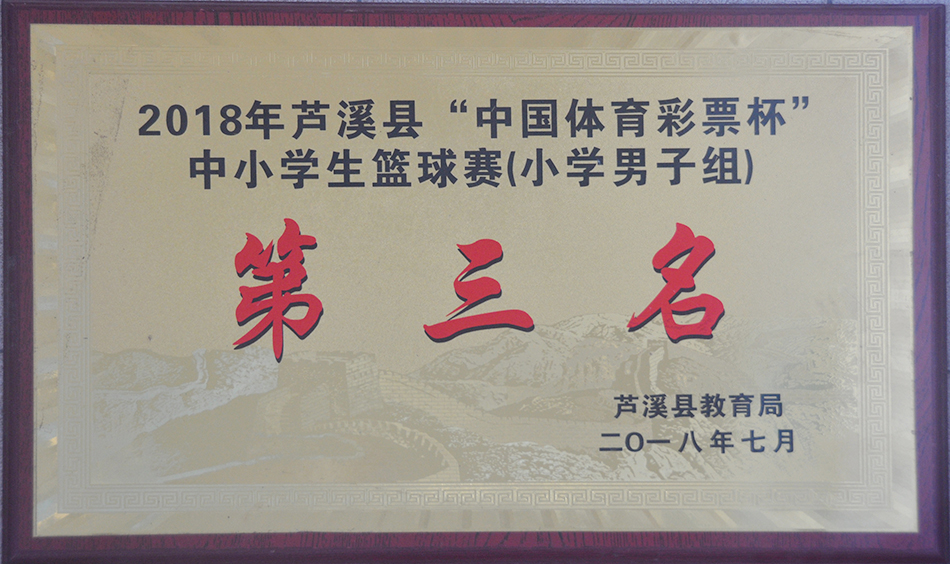 2018年芦溪县“中国体育彩票杯”
中小学生篮球赛(小学男子组)
第三名
芦溪县教育局
二〇一八年七月